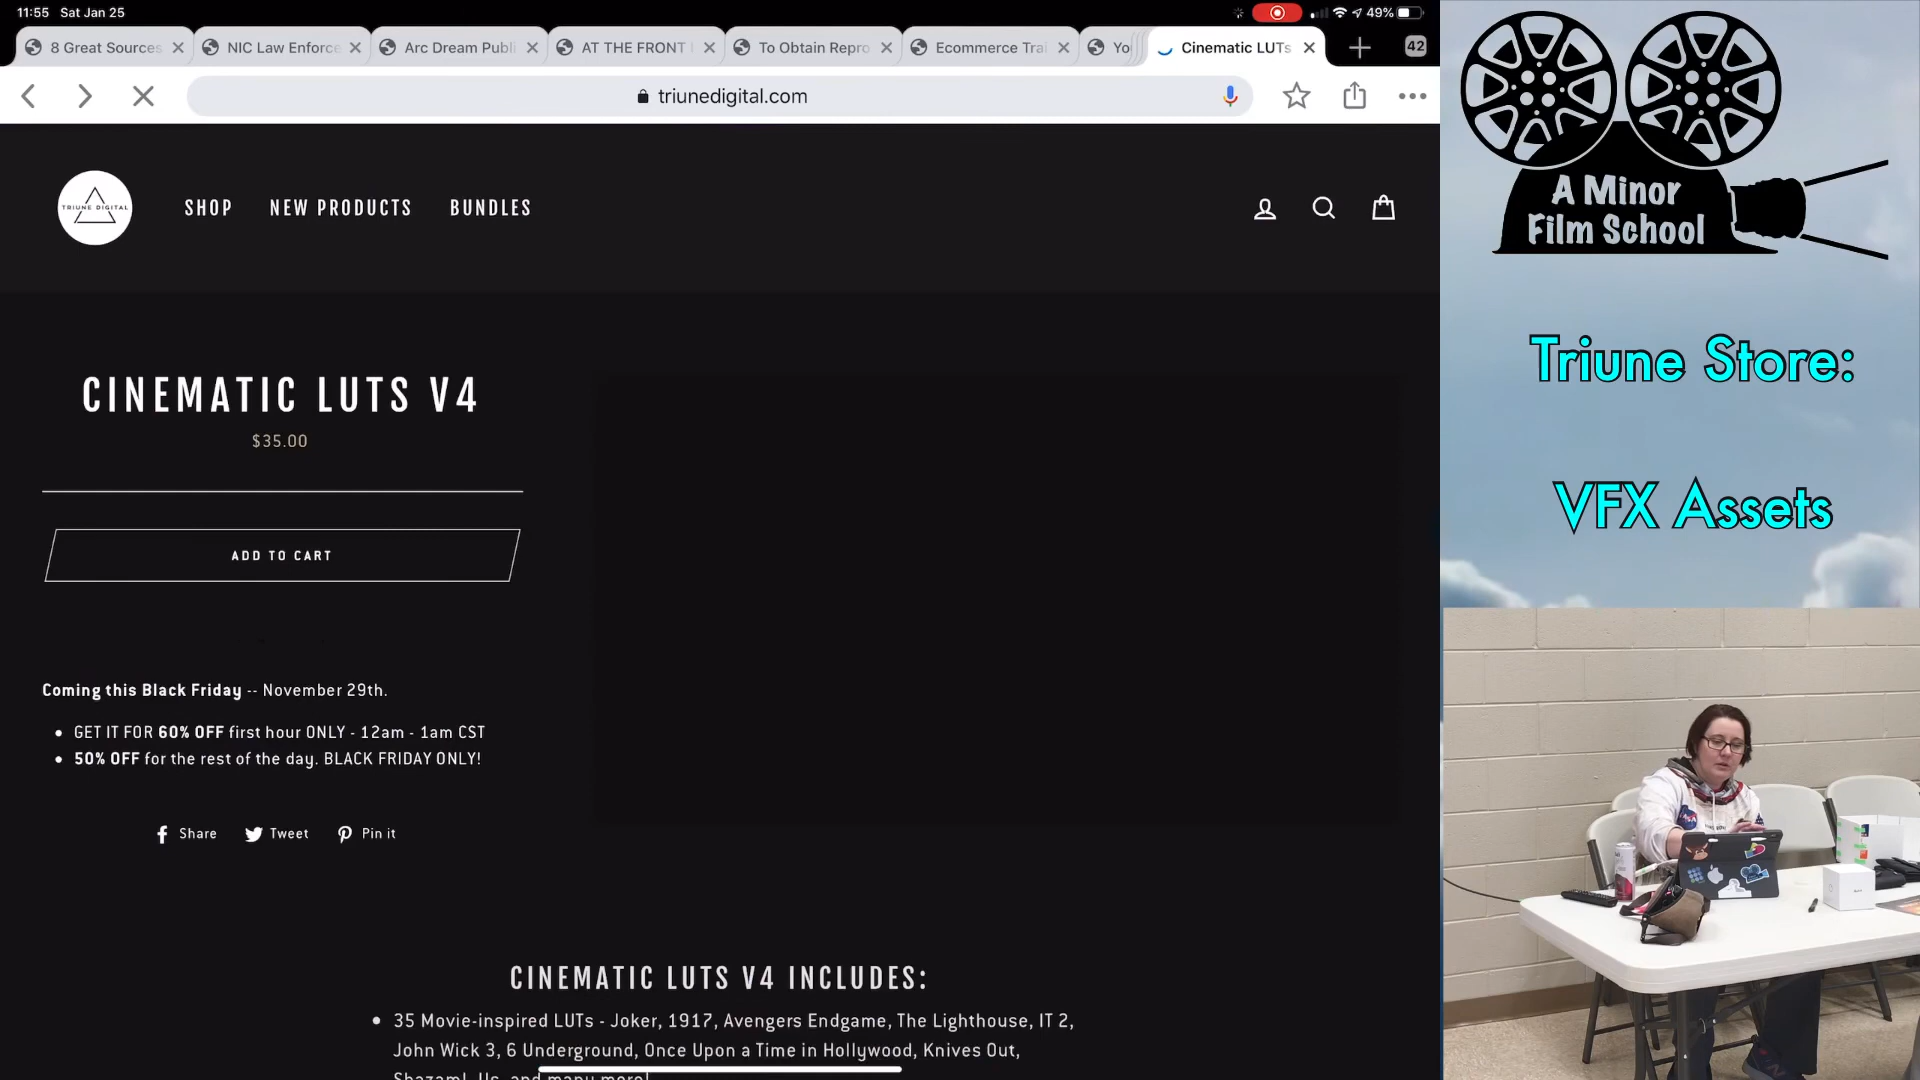 11:55 Sat Jan 25
49%
8 Great Sources
NIC Law Enforce
Arc Dream Publi
AT THE FRONT
To Obtain Repro
Ecommerce Trai
Yo
Cinematic LUTs
42
triunedigital.com
TRIUNE DIGITAL
SHOP
NEW PRODUCTS
BUNDLES
CINEMATIC LUTS V4
$35.00
ADD TO CART
Coming this Black Friday -- November 29th.
GET IT FOR 60% OFF first hour ONLY - 12am - 1am CST
50% OFF for the rest of the day. BLACK FRIDAY ONLY!
Share
Tweet
Pin it
CINEMATIC LUTS V4 INCLUDES:
35 Movie-inspired LUTs - Joker, 1917, Avengers Endgame, The Lighthouse, IT 2,
John Wick 3, 6 Underground, Once Upon a Time in Hollywood, Knives Out,
Shazam!, Us, and many more!
A Minor
Film School
Triune Store:
VFX Assets